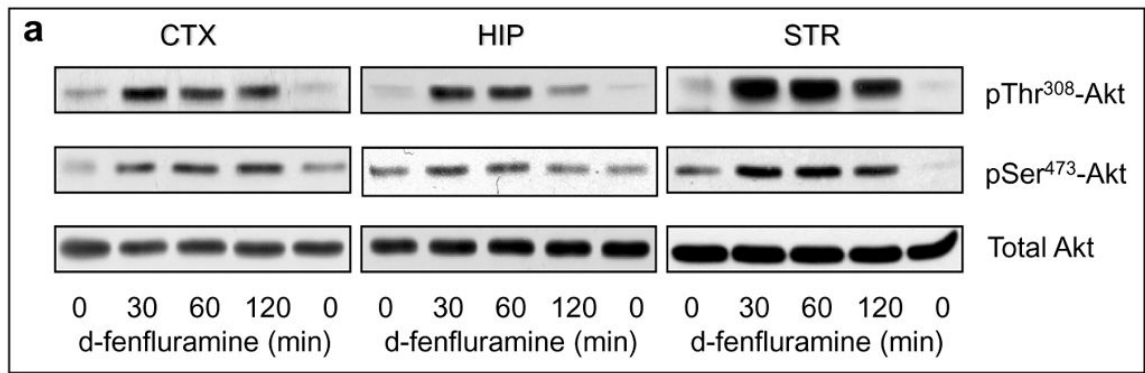 a
CTX HIP STR
pThr³⁰⁸-Akt
pSer⁴⁷³-Akt
Total Akt
0 30 60 120 0 0 30 60 120 0 0 30 60 120 0
d-fenfluramine (min) d-fenfluramine (min) d-fenfluramine (min)